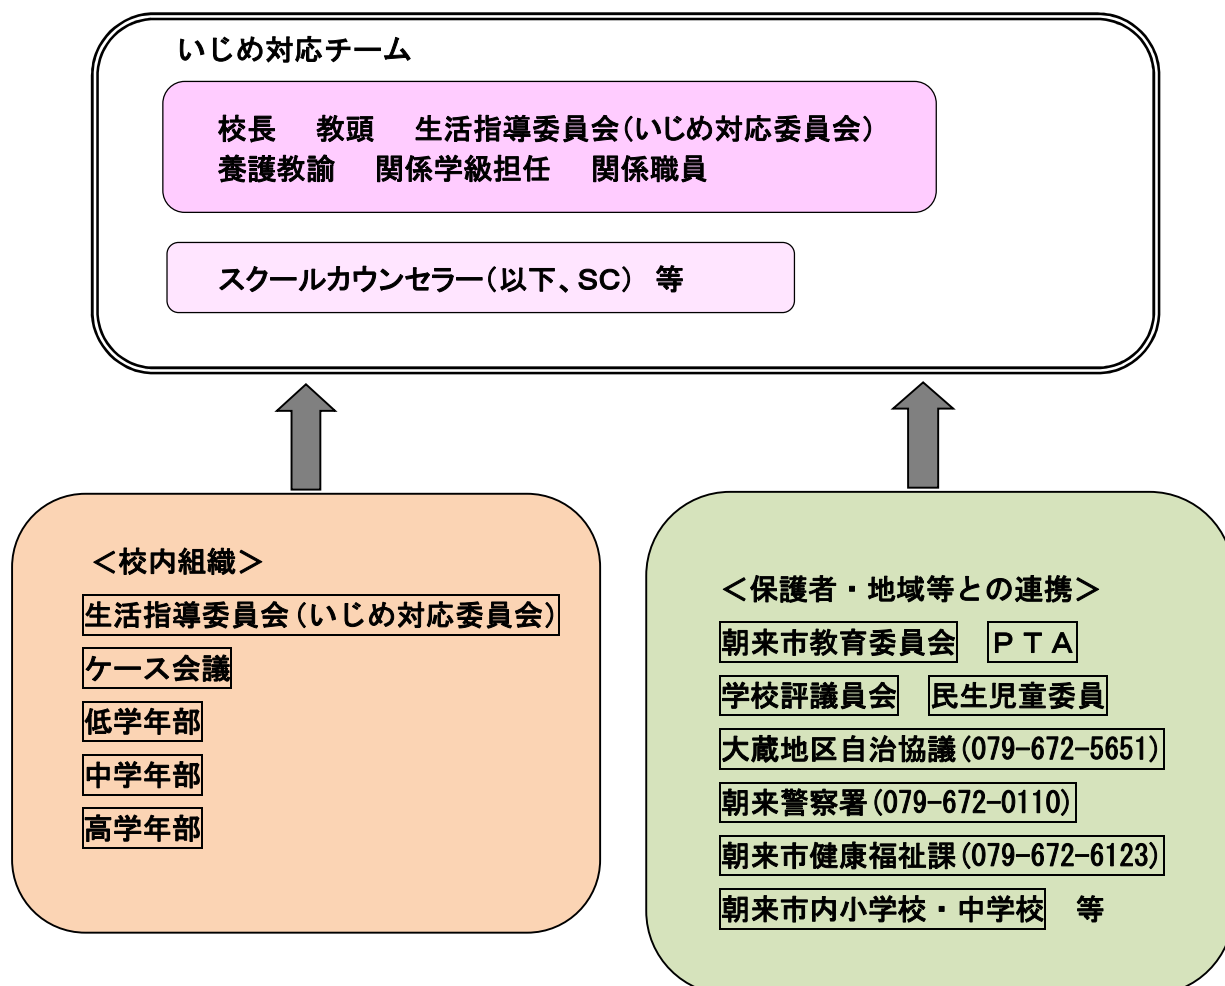 いじめ対応チーム
校長　教頭　生活指導委員会(いじめ対応委員会)
養護教諭　関係学級担任　関係職員
スクールカウンセラー(以下、SC)　等
＜校内組織＞
生活指導委員会(いじめ対応委員会)
ケース会議
低学年部
中学年部
高学年部
＜保護者・地域等との連携＞
朝来市教育委員会　ＰＴＡ
学校評議員会　民生児童委員
大蔵地区自治協議(079-672-5651)
朝来警察署(079-672-0110)
朝来市健康福祉課(079-672-6123)
朝来市内小学校・中学校　等